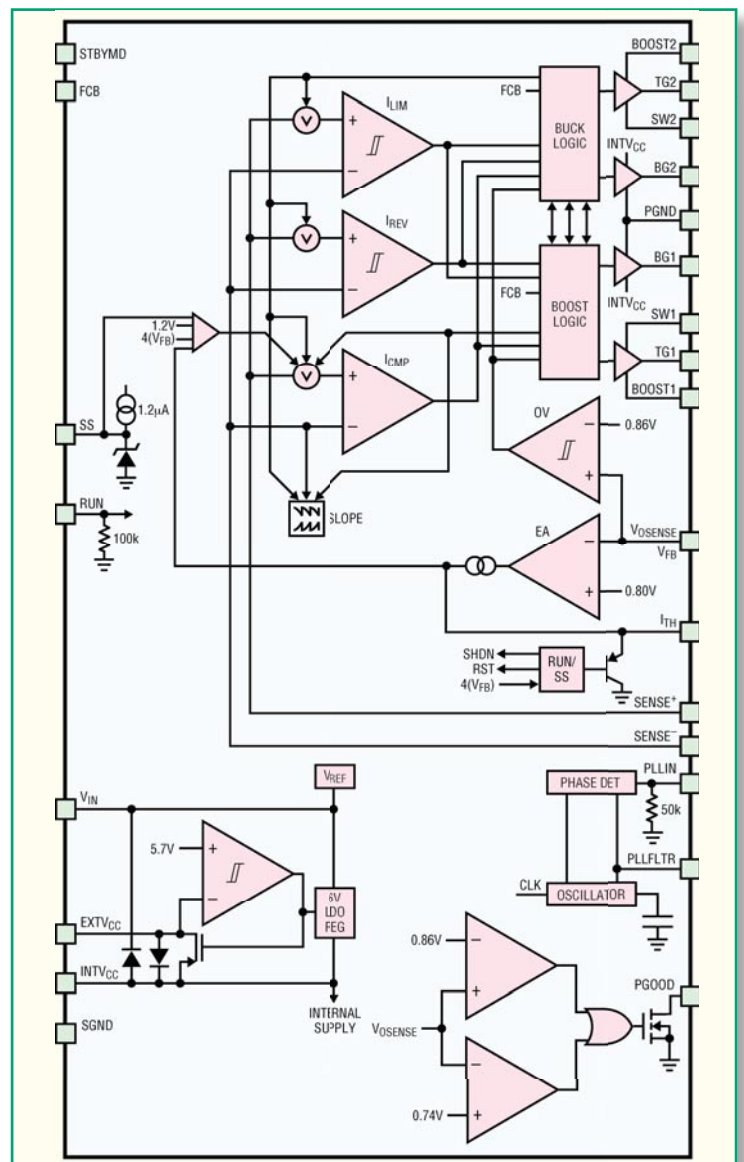 STBYMD
FCB
BOOST2
TG2
SW2
INTVCC
BG2
PGND
BG1
INTVCC
SW1
TG1
BOOST1
FCB
BUCK
LOGIC
FCB
BOOST
LOGIC
ILIM
+
−
V
IREV
+
−
V
ICMP
+
−
V
1.2V
4(VFB)
1.2µA
SS
RUN
100k
SLOPE
OV
−
0.86V
+
EA
−
VOSENSE
VFB
+
0.80V
ITH
SHDN
RST
4(VFB)
RUN/
SS
SENSE+
SENSE−
VREF
PHASE DET
PLLIN
50k
VIN
5.7V
+
−
6V
LDO
PLLFLTR
CLK
OSCILLATOR
EXTVCC
INTVCC
INTERNAL
SUPPLY
SGND
0.86V
−
+
VOSENSE
−
0.74V
+
PGOOD